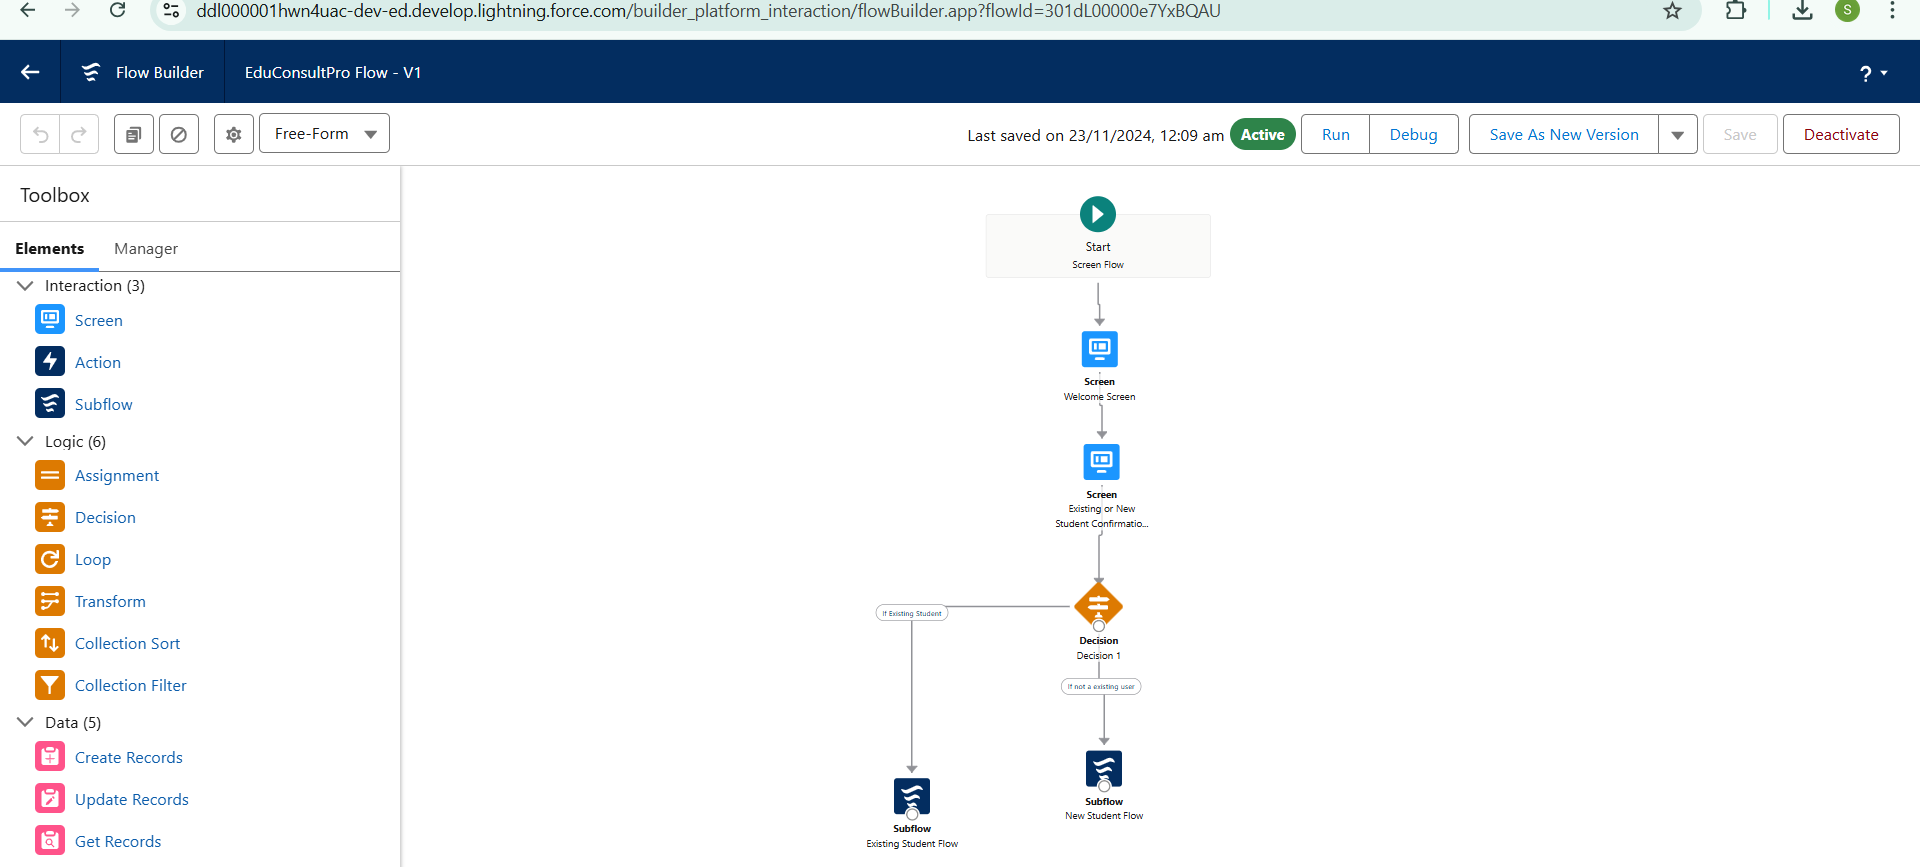 ddl000001hwn4uac-dev-ed.develop.lightning.force.com/builder_platform_interaction/flowBuilder.app?flowId=301dL00000e7YxBQAU
S
Flow Builder
EduConsultPro Flow - V1
?
Free-Form
Last saved on 23/11/2024, 12:09 am
Active
Run
Debug
Save As New Version
Save
Deactivate
Toolbox
Elements
Manager
Interaction (3)
Screen
Action
Subflow
Logic (6)
Assignment
Decision
Loop
Transform
Collection Sort
Collection Filter
Data (5)
Create Records
Update Records
Get Records
Start
Screen Flow
Screen
Welcome Screen
Screen
Existing or New
Student Confirmatio...
If Existing Student
Decision
Decision 1
If not a existing user
Subflow
New Student Flow
Subflow
Existing Student Flow